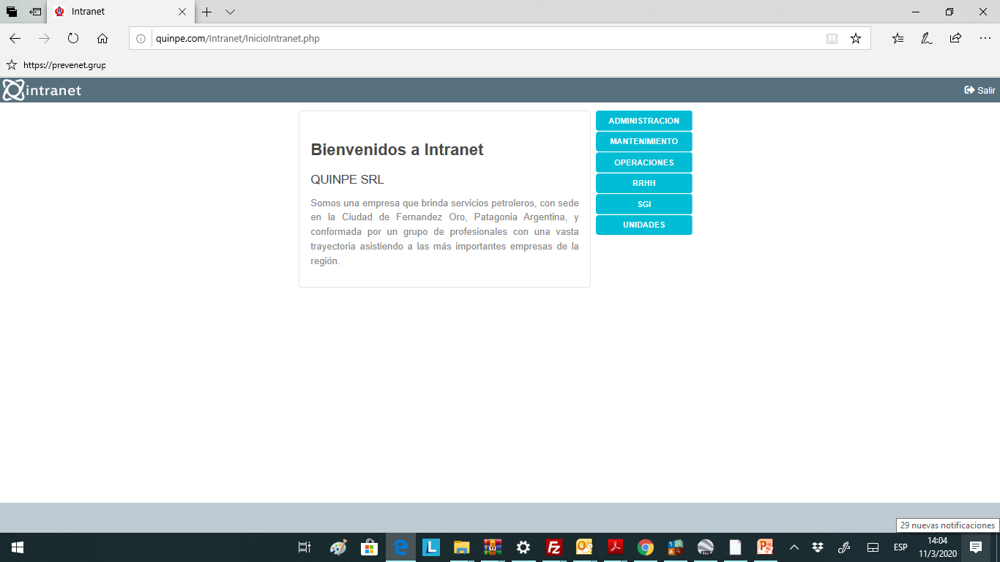 Intranet
quinpe.com/Intranet/InicioIntranet.php
https://prevenet.grup
intranet
Salir
Bienvenidos a Intranet
QUINPE SRL
Somos una empresa que brinda servicios petroleros, con sede
en la Ciudad de Fernandez Oro, Patagonia Argentina, y
conformada por un grupo de profesionales con una vasta
trayectoria asistiendo a las más importantes empresas de la
región.
ADMINISTRACION
MANTENIMIENTO
OPERACIONES
RRHH
SGI
UNIDADES
29 nuevas notificaciones
L
Fz
Pro
ESP
14:04
11/3/2020